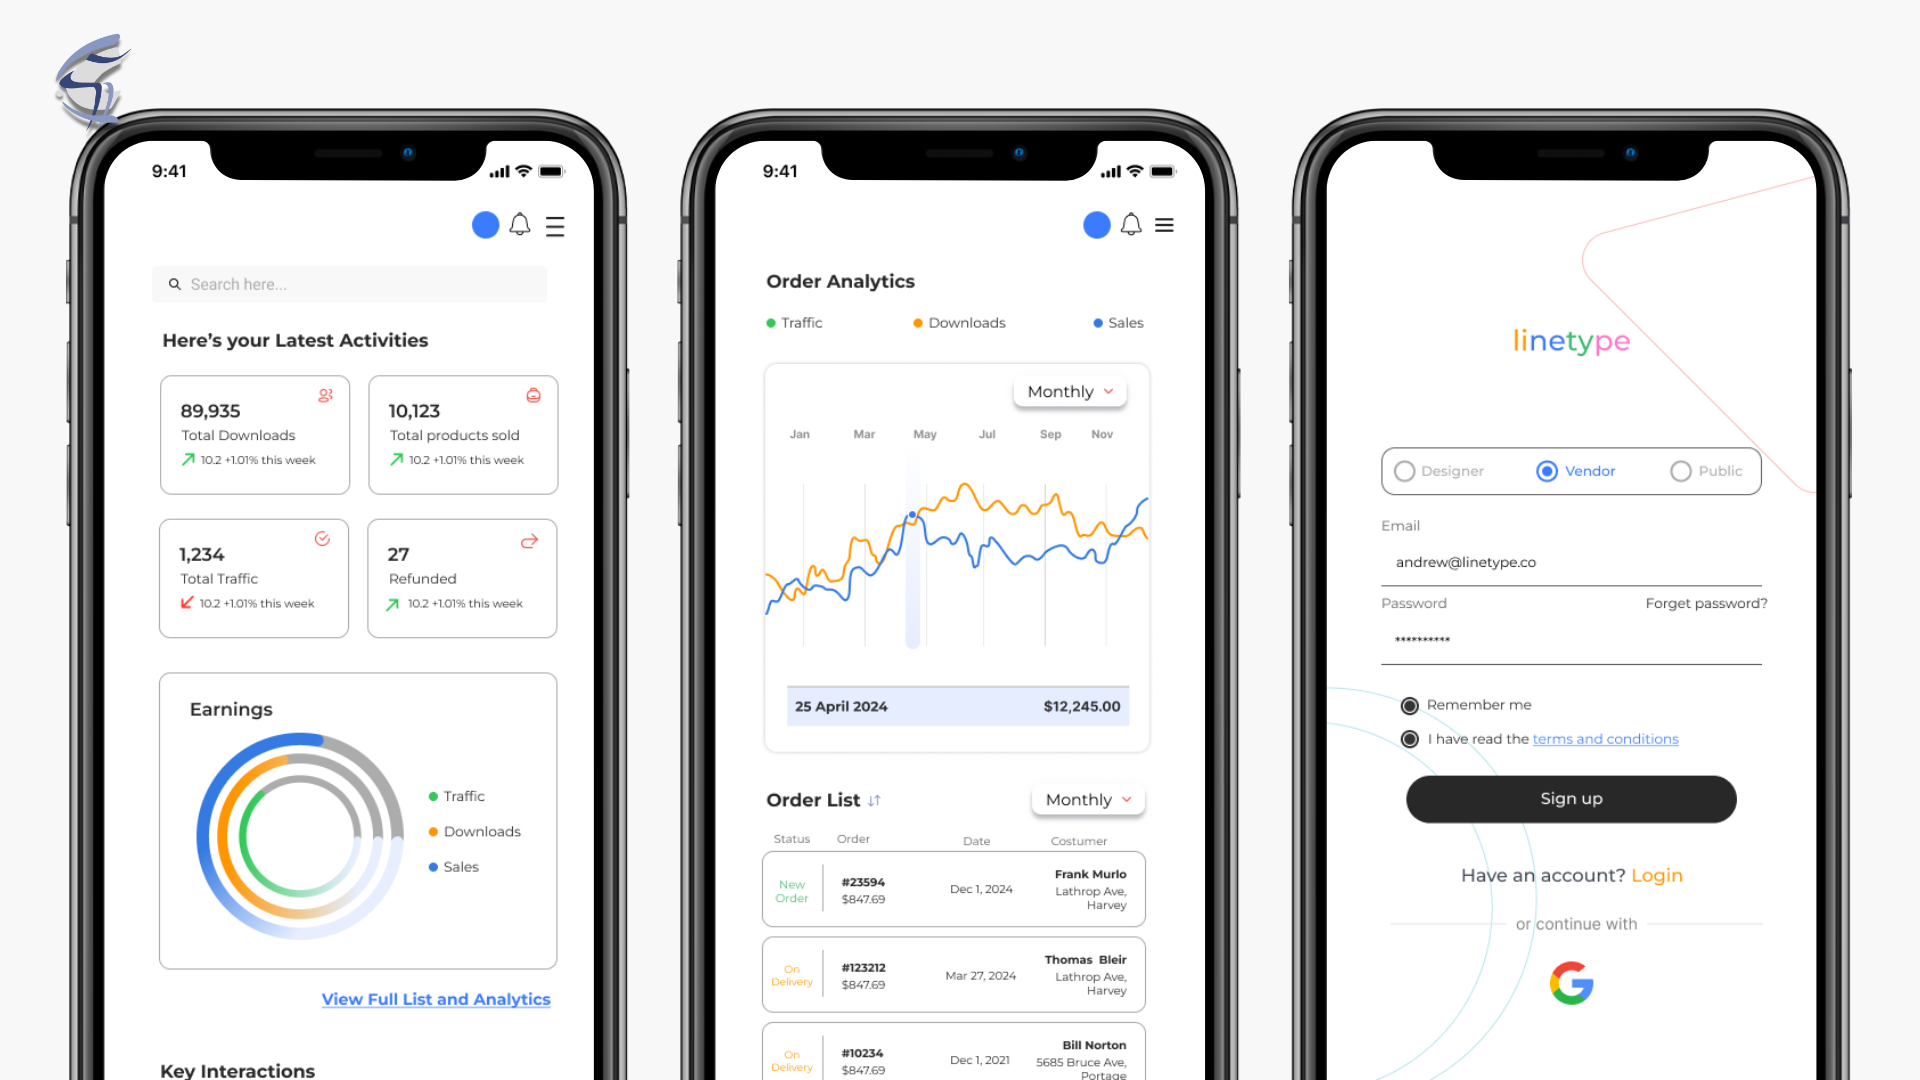 9:41
Search here...
Here's your Latest Activities
89,935
Total Downloads
10.2 +1.01% this week
10,123
Total products sold
10.2 +1.01% this week
1,234
Total Traffic
10.2 +1.01% this week
27
Refunded
10.2 +1.01% this week
Earnings
Traffic
Downloads
Sales
View Full List and Analytics
Key Interactions
9:41
Order Analytics
Traffic Downloads Sales
Monthly
Jan Mar May Jul Sep Nov
25 April 2024 $12,245.00
Order List Monthly
Status Order Date Costumer
New
Order
#23594
$847.69
Dec 1, 2024
Frank Murlo
Lathrop Ave,
Harvey
On
Delivery
#123212
$847.69
Mar 27, 2024
Thomas Bleir
Lathrop Ave,
Harvey
On
Delivery
#10234
$847.69
Dec 1, 2021
Bill Norton
5685 Bruce Ave,
Portage
linetype
Designer Vendor Public
Email
andrew@linetype.co
Password Forget password?
**********
Remember me
I have read the terms and conditions
Sign up
Have an account? Login
or continue with
G